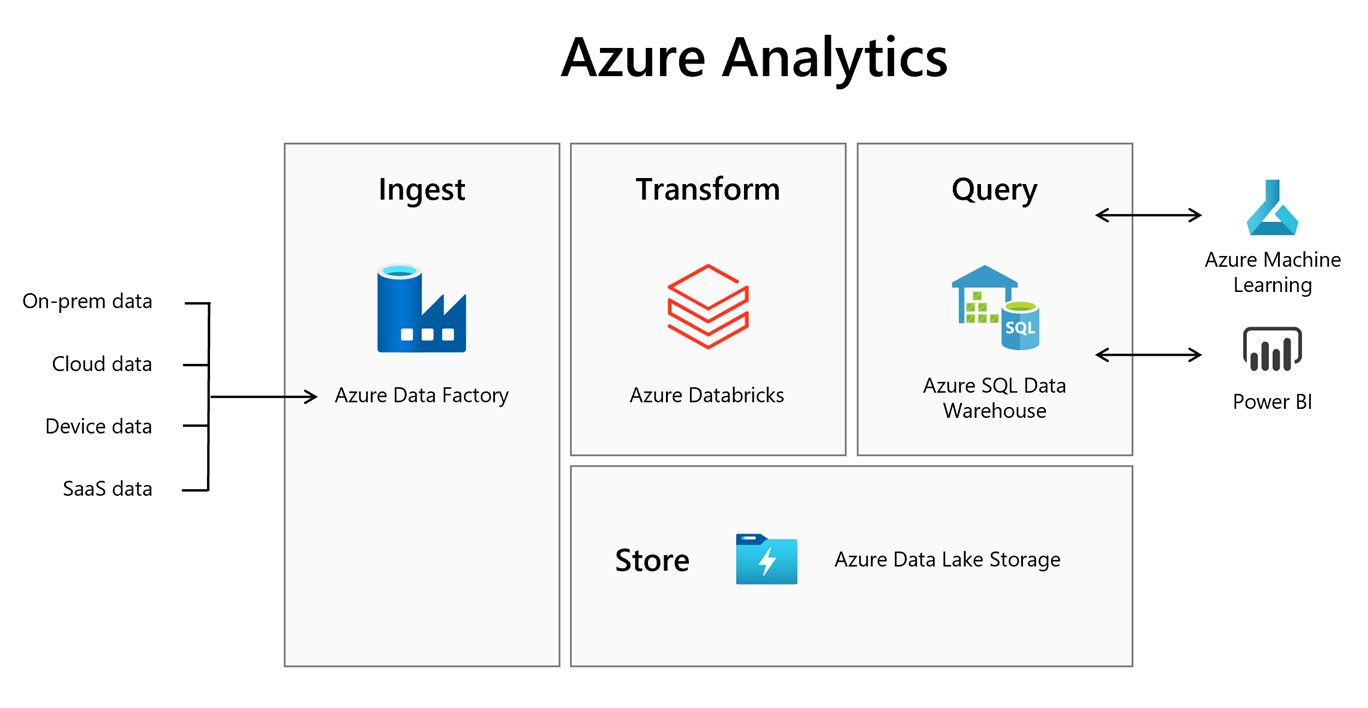 Azure Analytics
On-prem data
Cloud data
Device data
SaaS data
Ingest
Azure Data Factory
Transform
Azure Databricks
Query
SQL
Azure SQL Data
Warehouse
Store
Azure Data Lake Storage
Azure Machine
Learning
Power BI